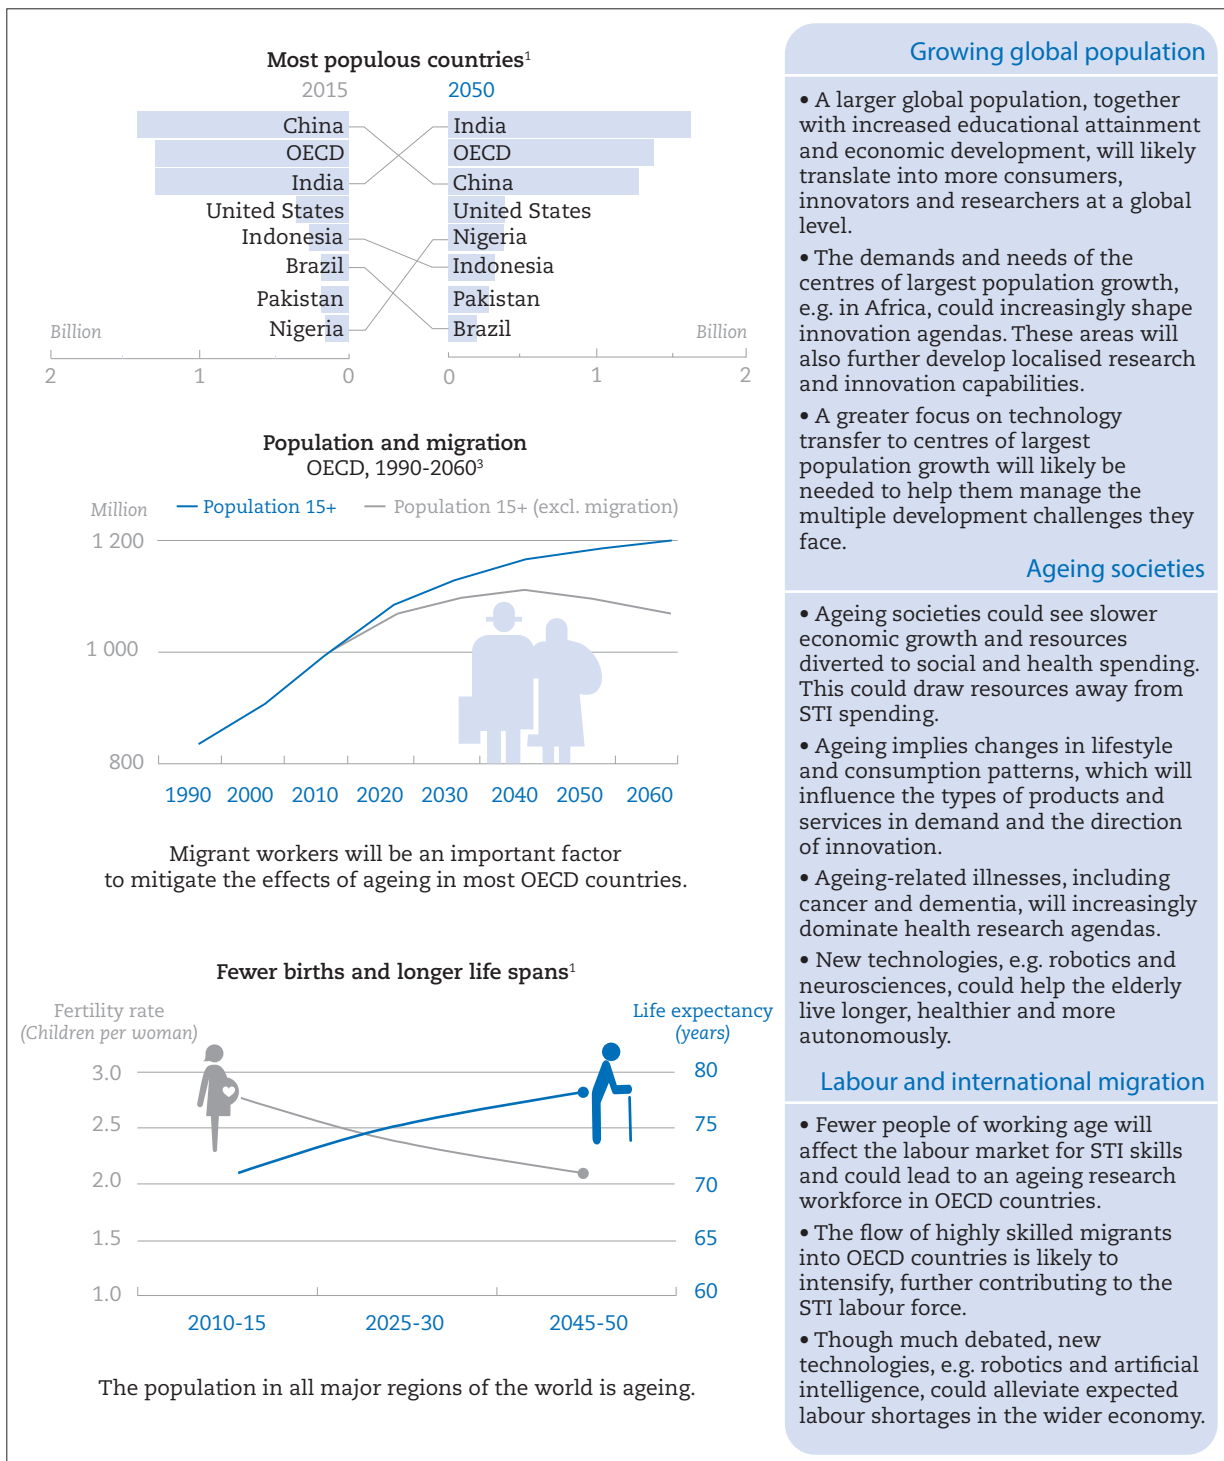 Most populous countries1
2015
2050
China
OECD
India
United States
Indonesia
Brazil
Pakistan
Nigeria
India
OECD
China
United States
Nigeria
Indonesia
Pakistan
Brazil
Billion
Billion
2 1 0 0 1 2
Population and migration
OECD, 1990-20603
Million
Population 15+
Population 15+ (excl. migration)
1 200
1 000
800
1990 2000 2010 2020 2030 2040 2050 2060
Migrant workers will be an important factor
to mitigate the effects of ageing in most OECD countries.
Fewer births and longer life spans1
Fertility rate
(Children per woman)
Life expectancy
(years)
3.0
2.5
2.0
1.5
1.0
80
75
70
65
60
2010-15 2025-30 2045-50
The population in all major regions of the world is ageing.
Growing global population
• A larger global population, together
with increased educational attainment
and economic development, will likely
translate into more consumers,
innovators and researchers at a global
level.
• The demands and needs of the
centres of largest population growth,
e.g. in Africa, could increasingly shape
innovation agendas. These areas will
also further develop localised research
and innovation capabilities.
• A greater focus on technology
transfer to centres of largest
population growth will likely be
needed to help them manage the
multiple development challenges they
face.
Ageing societies
• Ageing societies could see slower
economic growth and resources
diverted to social and health spending.
This could draw resources away from
STI spending.
• Ageing implies changes in lifestyle
and consumption patterns, which will
influence the types of products and
services in demand and the direction
of innovation.
• Ageing-related illnesses, including
cancer and dementia, will increasingly
dominate health research agendas.
• New technologies, e.g. robotics and
neurosciences, could help the elderly
live longer, healthier and more
autonomously.
Labour and international migration
• Fewer people of working age will
affect the labour market for STI skills
and could lead to an ageing research
workforce in OECD countries.
• The flow of highly skilled migrants
into OECD countries is likely to
intensify, further contributing to the
STI labour force.
• Though much debated, new
technologies, e.g. robotics and artificial
intelligence, could alleviate expected
labour shortages in the wider economy.